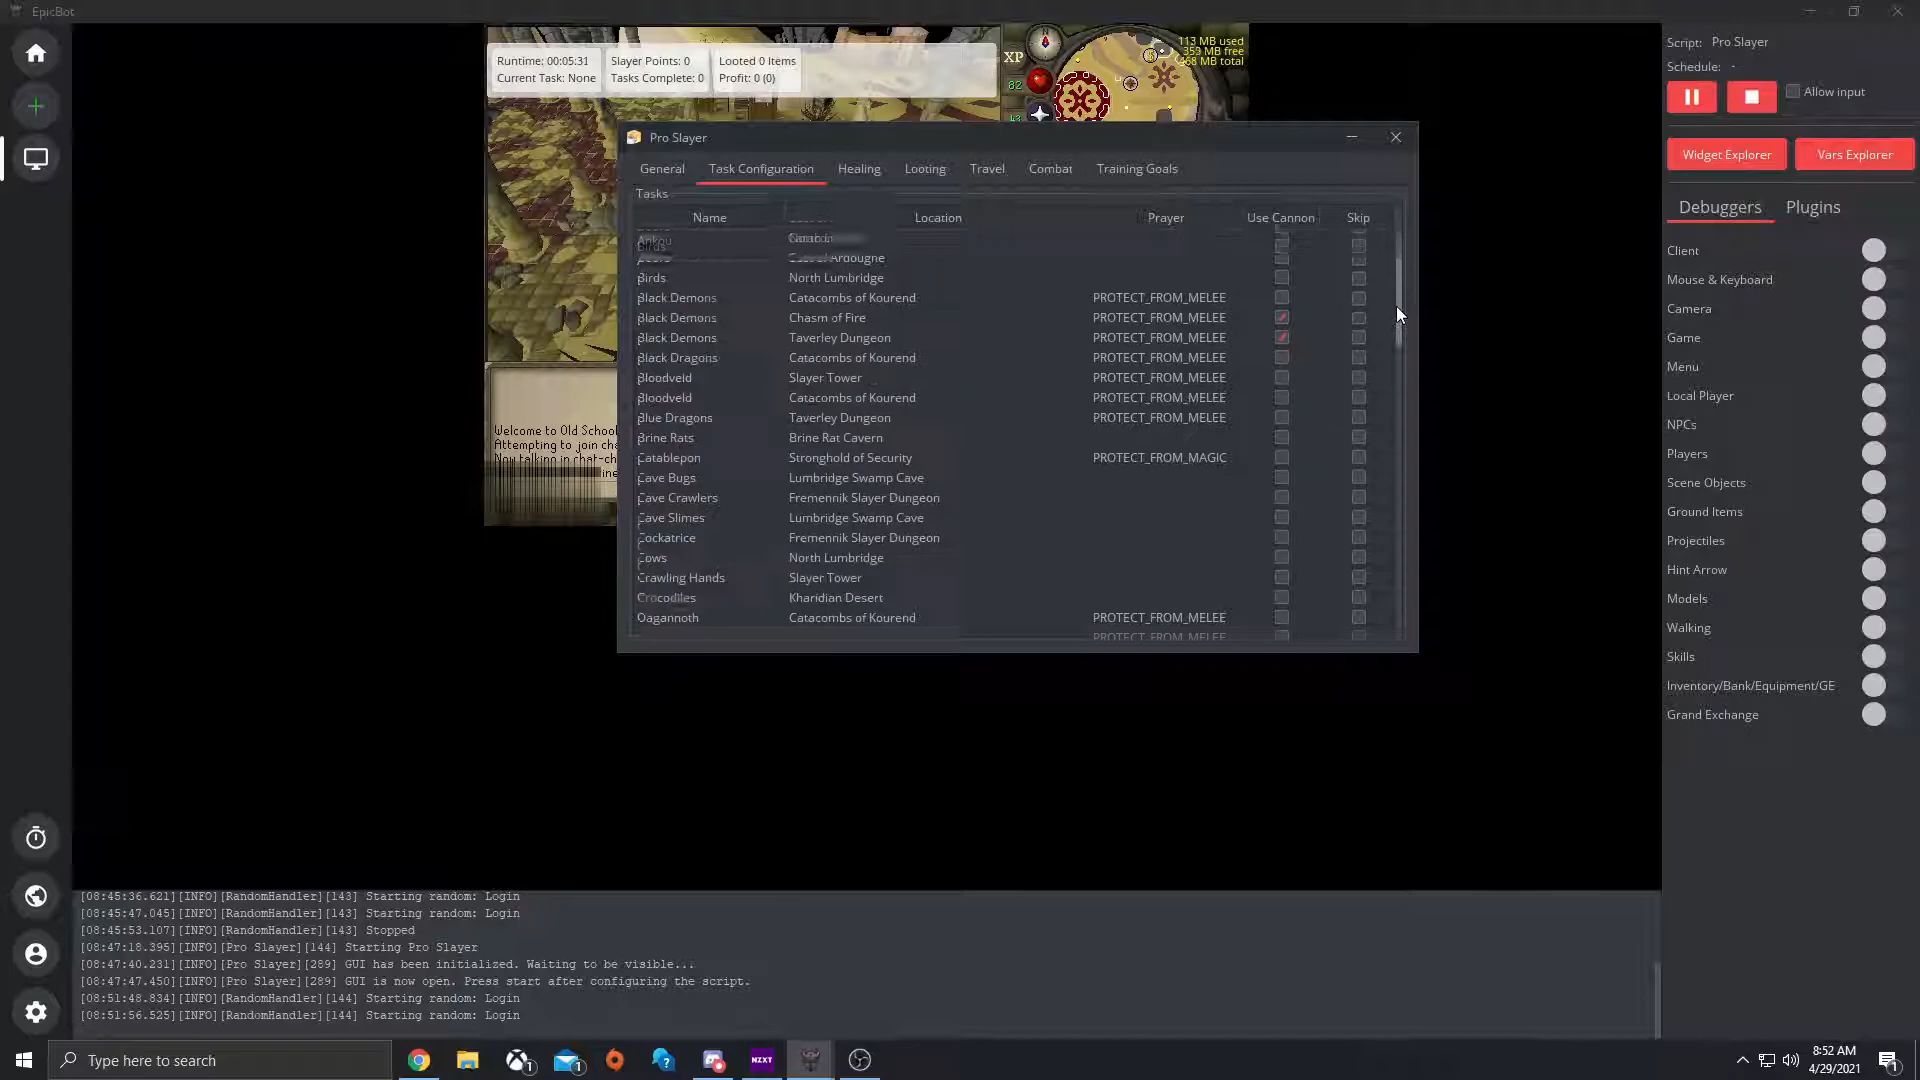 EpicBot
Runtime: 00:05:31
Current Task: None
Slayer Points: 0
Tasks Complete: 0
Looted 0 Items
Profit: 0 (0)
XP
N
113 MB used
359 MB free
468 MB total
82
43
Script: Pro Slayer
Schedule: -
Allow input
Widget Explorer
Vars Explorer
Debuggers
Plugins
Client
Mouse & Keyboard
Camera
Game
Menu
Local Player
NPCs
Players
Scene Objects
Ground Items
Projectiles
Hint Arrow
Models
Walking
Skills
Inventory/Bank/Equipment/GE
Grand Exchange
Pro Slayer
General
Task Configuration
Healing
Looting
Travel
Combat
Training Goals
Tasks
Name Location Prayer Use Cannon Skip
Birds North Lumbridge
Black Demons Catacombs of Kourend PROTECT_FROM_MELEE
Black Demons Chasm of Fire PROTECT_FROM_MELEE
Black Demons Taverley Dungeon PROTECT_FROM_MELEE
Black Dragons Catacombs of Kourend PROTECT_FROM_MELEE
Bloodveld Slayer Tower PROTECT_FROM_MELEE
Bloodveld Catacombs of Kourend PROTECT_FROM_MELEE
Blue Dragons Taverley Dungeon PROTECT_FROM_MELEE
Brine Rats Brine Rat Cavern
Catablepon Stronghold of Security PROTECT_FROM_MAGIC
Cave Bugs Lumbridge Swamp Cave
Cave Crawlers Fremennik Slayer Dungeon
Cave Slimes Lumbridge Swamp Cave
Cockatrice Fremennik Slayer Dungeon
Cows North Lumbridge
Crawling Hands Slayer Tower
Crocodiles Kharidian Desert
Dagannoth Catacombs of Kourend PROTECT_FROM_MELEE
PROTECT_FROM_MELEE
Welcome to Old School
Attempting to join cha
Now talking in chat-ch
[08:45:36.621][INFO][RandomHandler][143] Starting random: Login
[08:45:47.045][INFO][RandomHandler][143] Starting random: Login
[08:45:53.107][INFO][RandomHandler][143] Stopped
[08:47:18.395][INFO][Pro Slayer][144] Starting Pro Slayer
[08:47:40.231][INFO][Pro Slayer][289] GUI has been initialized. Waiting to be visible...
[08:47:47.450][INFO][Pro Slayer][289] GUI is now open. Press start after configuring the script.
[08:51:48.834][INFO][RandomHandler][144] Starting random: Login
[08:51:56.525][INFO][RandomHandler][144] Starting random: Login
Type here to search
1
1
NZXT
8:52 AM
4/29/2021
1